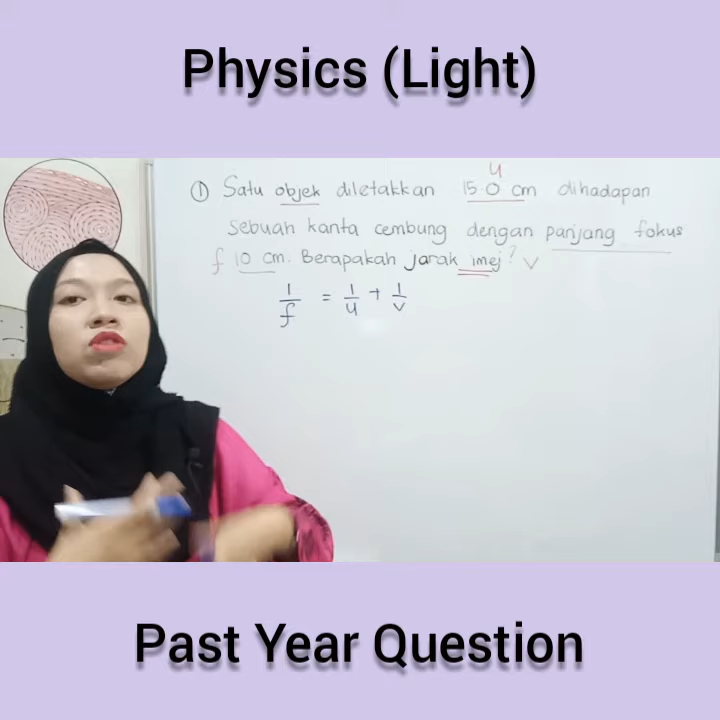 Physics (Light)
u
① Satu objek diletakkan 15.0 cm dihadapan
sebuah kanta cembung dengan panjang fokus
f 10 cm. Berapakah jarak imej? v
1/f = 1/u + 1/v
Past Year Question